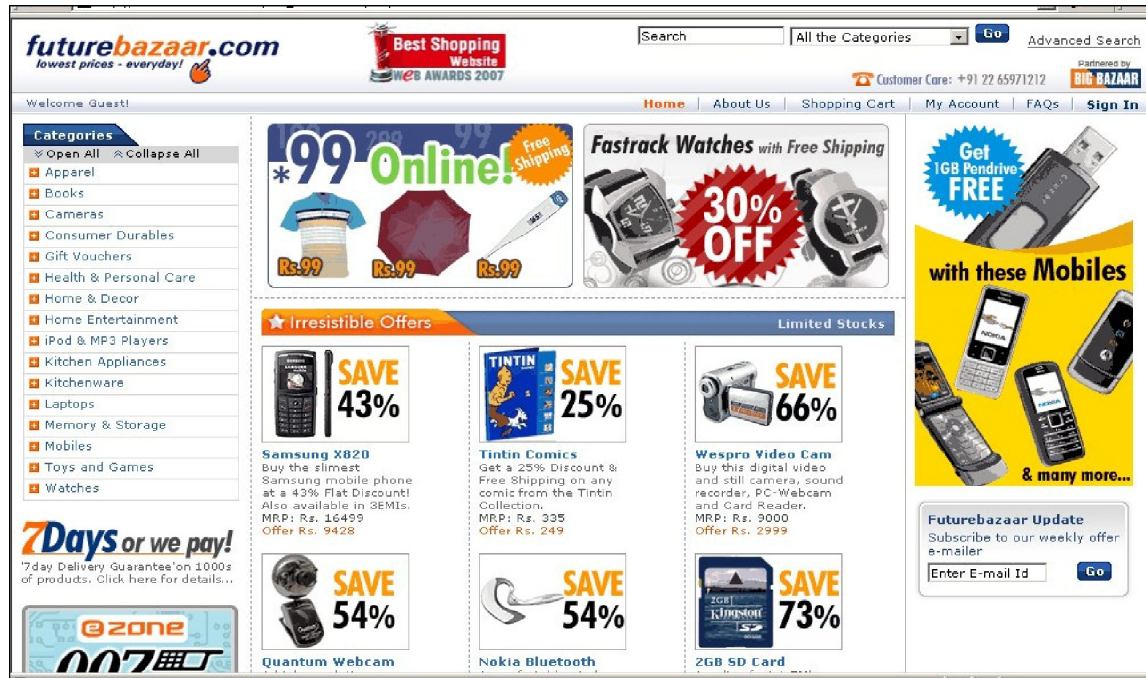 futurebazaar.com
lowest prices - everyday!
Best Shopping
Website
WeB AWARDS 2007
Search
All the Categories
Go
Advanced Search
Customer Care: +91 22 65971212
Partnered by
BIG BAZAAR
Welcome Guest!
Home | About Us | Shopping Cart | My Account | FAQs | Sign In
Categories
Open All Collapse All
Apparel
Books
Cameras
Consumer Durables
Gift Vouchers
Health & Personal Care
Home & Decor
Home Entertainment
iPod & MP3 Players
Kitchen Appliances
Kitchenware
Laptops
Memory & Storage
Mobiles
Toys and Games
Watches
7Days or we pay!
'7day Delivery Guarantee'on 1000s
of products. Click here for details...
ezone
007
299 99
*99 Online!
Free
Shipping
Rs.99 Rs.99 Rs.99
Fastrack Watches with Free Shipping
30%
OFF
Irresistible Offers
Limited Stocks
SAVE
43%
Samsung X820
Buy the slimest
Samsung mobile phone
at a 43% Flat Discount!
Also available in 3EMIs.
MRP: Rs. 16499
Offer Rs. 9428
TINTIN
SAVE
25%
Tintin Comics
Get a 25% Discount &
Free Shipping on any
comic from the Tintin
Collection.
MRP: Rs. 335
Offer Rs. 249
SAVE
66%
Wespro Video Cam
Buy this digital video
and still camera, sound
recorder, PC-Webcam
and Card Reader.
MRP: Rs. 9000
Offer Rs. 2999
SAVE
54%
Quantum Webcam
SAVE
54%
Nokia Bluetooth
2GB
Kingston
SD
SAVE
73%
2GB SD Card
Get
1GB Pendrive
FREE
with these Mobiles
NOKIA
& many more...
Futurebazaar Update
Subscribe to our weekly offer
e-mailer
Enter E-mail Id
Go